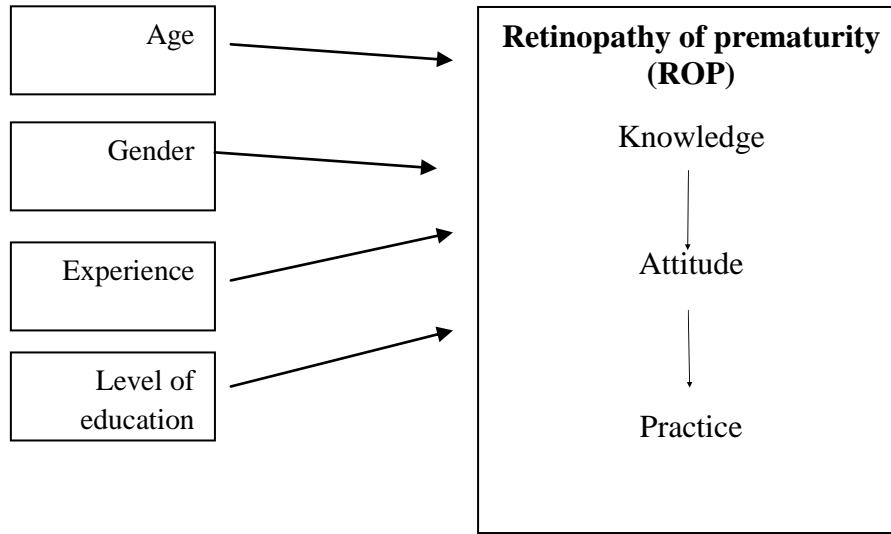 Age
Gender
Experience
Level of
education
Retinopathy of prematurity
(ROP)
Knowledge
Attitude
Practice